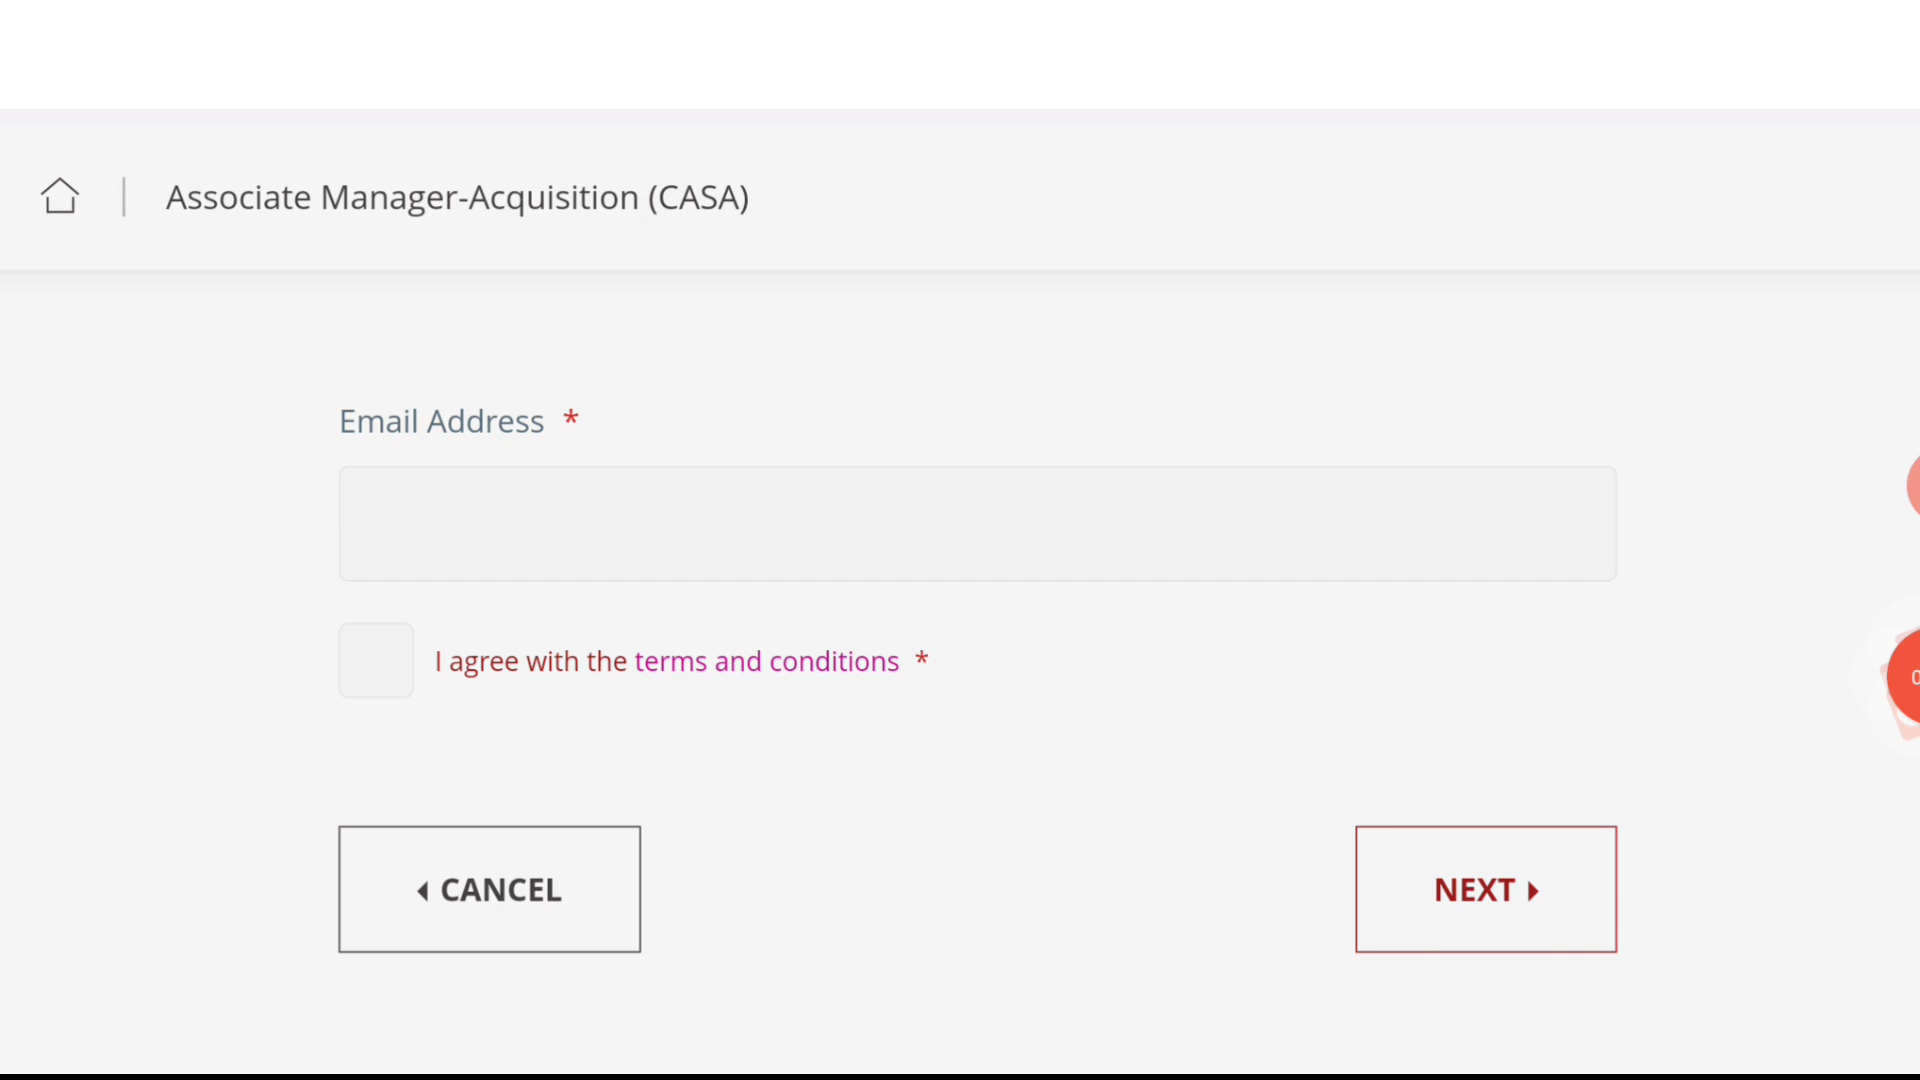 Associate Manager-Acquisition (CASA)
Email Address *
I agree with the terms and conditions *
CANCEL
NEXT